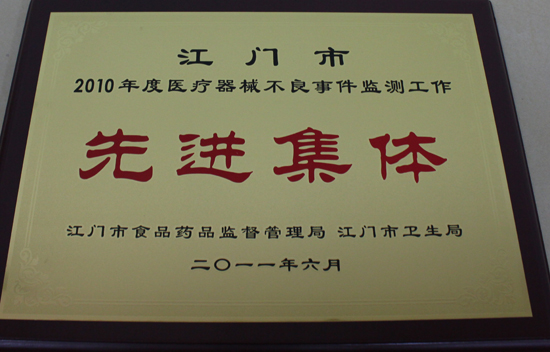 江门市
2010年度医疗器械不良事件监测工作
先进集体
江门市食品药品监督管理局 江门市卫生局
二〇一一年六月